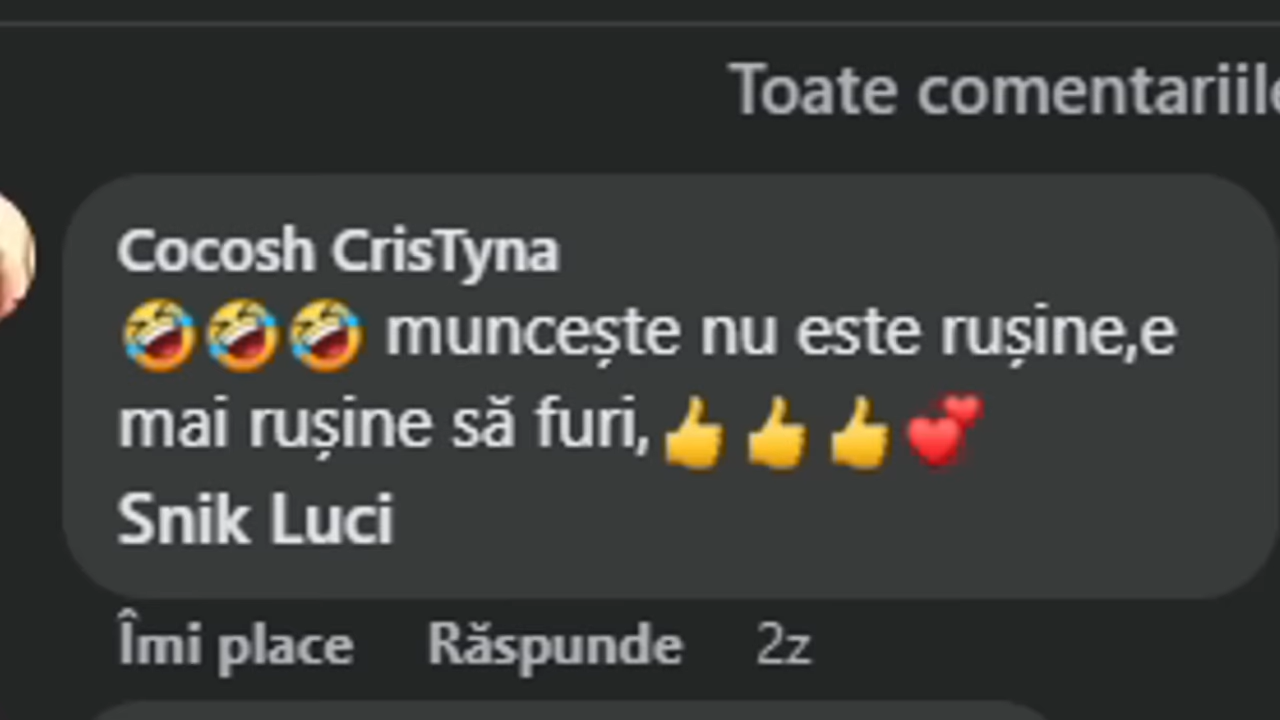 Toate comentariile
Cocosh CrisTyna
🤣🤣🤣 muncește nu este rușine,e
mai rușine să furi,👍👍👍💕
Snik Luci
Îmi place Răspunde 2z